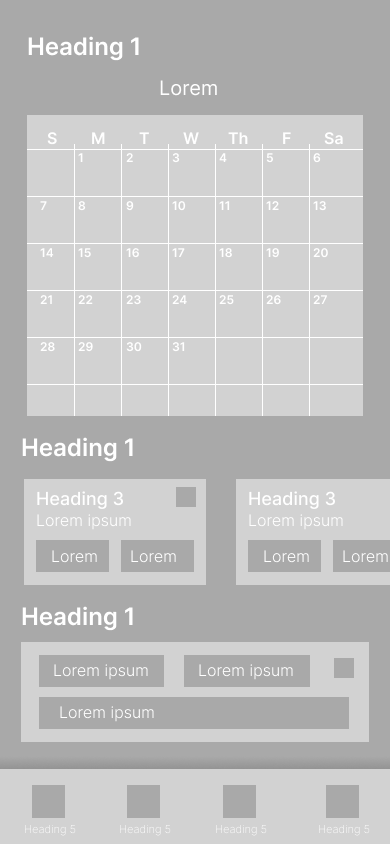 Heading 1
Lorem
S M T W Th F Sa
1 2 3 4 5 6
7 8 9 10 11 12 13
14 15 16 17 18 19 20
21 22 23 24 25 26 27
28 29 30 31
Heading 1
Heading 3 Heading 3
Lorem ipsum Lorem ipsum
Lorem Lorem Lorem Lorem
Heading 1
Lorem ipsum Lorem ipsum
Lorem ipsum
Heading 5 Heading 5 Heading 5 Heading 5